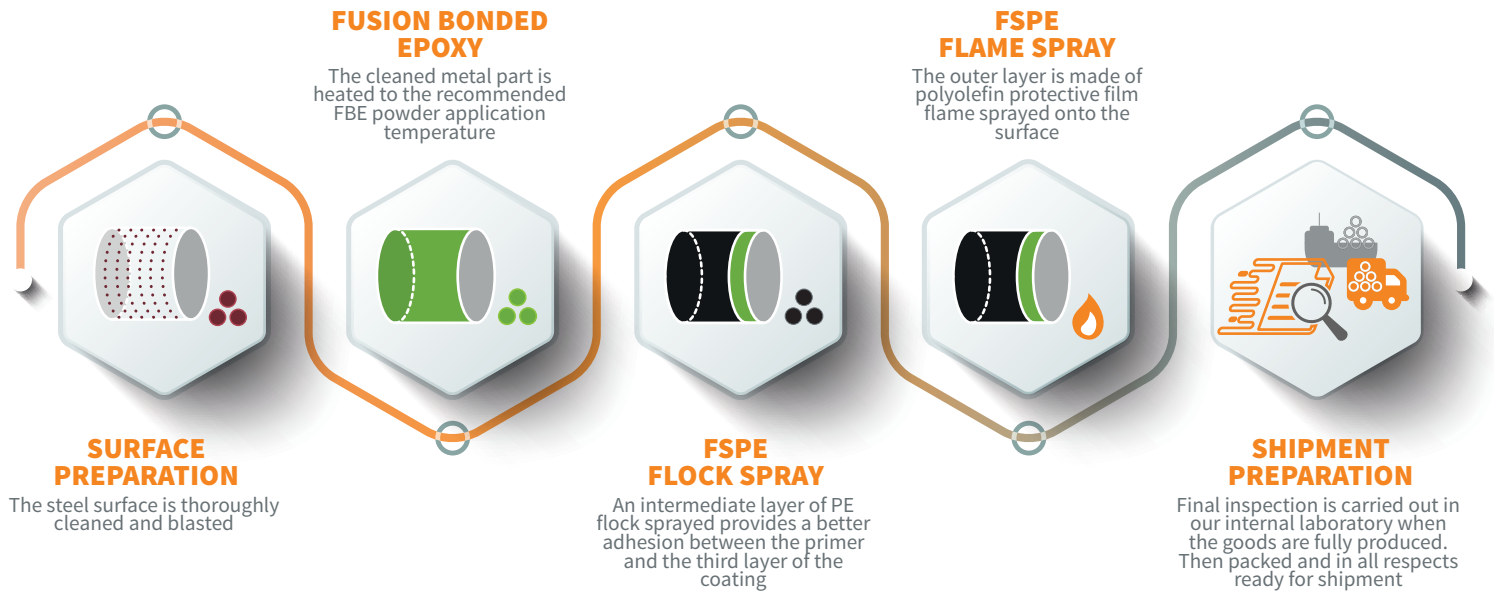 SURFACE
PREPARATION
The steel surface is thoroughly
cleaned and blasted
FUSION BONDED
EPOXY
The cleaned metal part is
heated to the recommended
FBE powder application
temperature
FSPE
FLOCK SPRAY
An intermediate layer of PE
flock sprayed provides a better
adhesion between the primer
and the third layer of the
coating
FSPE
FLAME SPRAY
The outer layer is made of
polyolefin protective film
flame sprayed onto the
surface
SHIPMENT
PREPARATION
Final inspection is carried out in
our internal laboratory when
the goods are fully produced.
Then packed and in all respects
ready for shipment